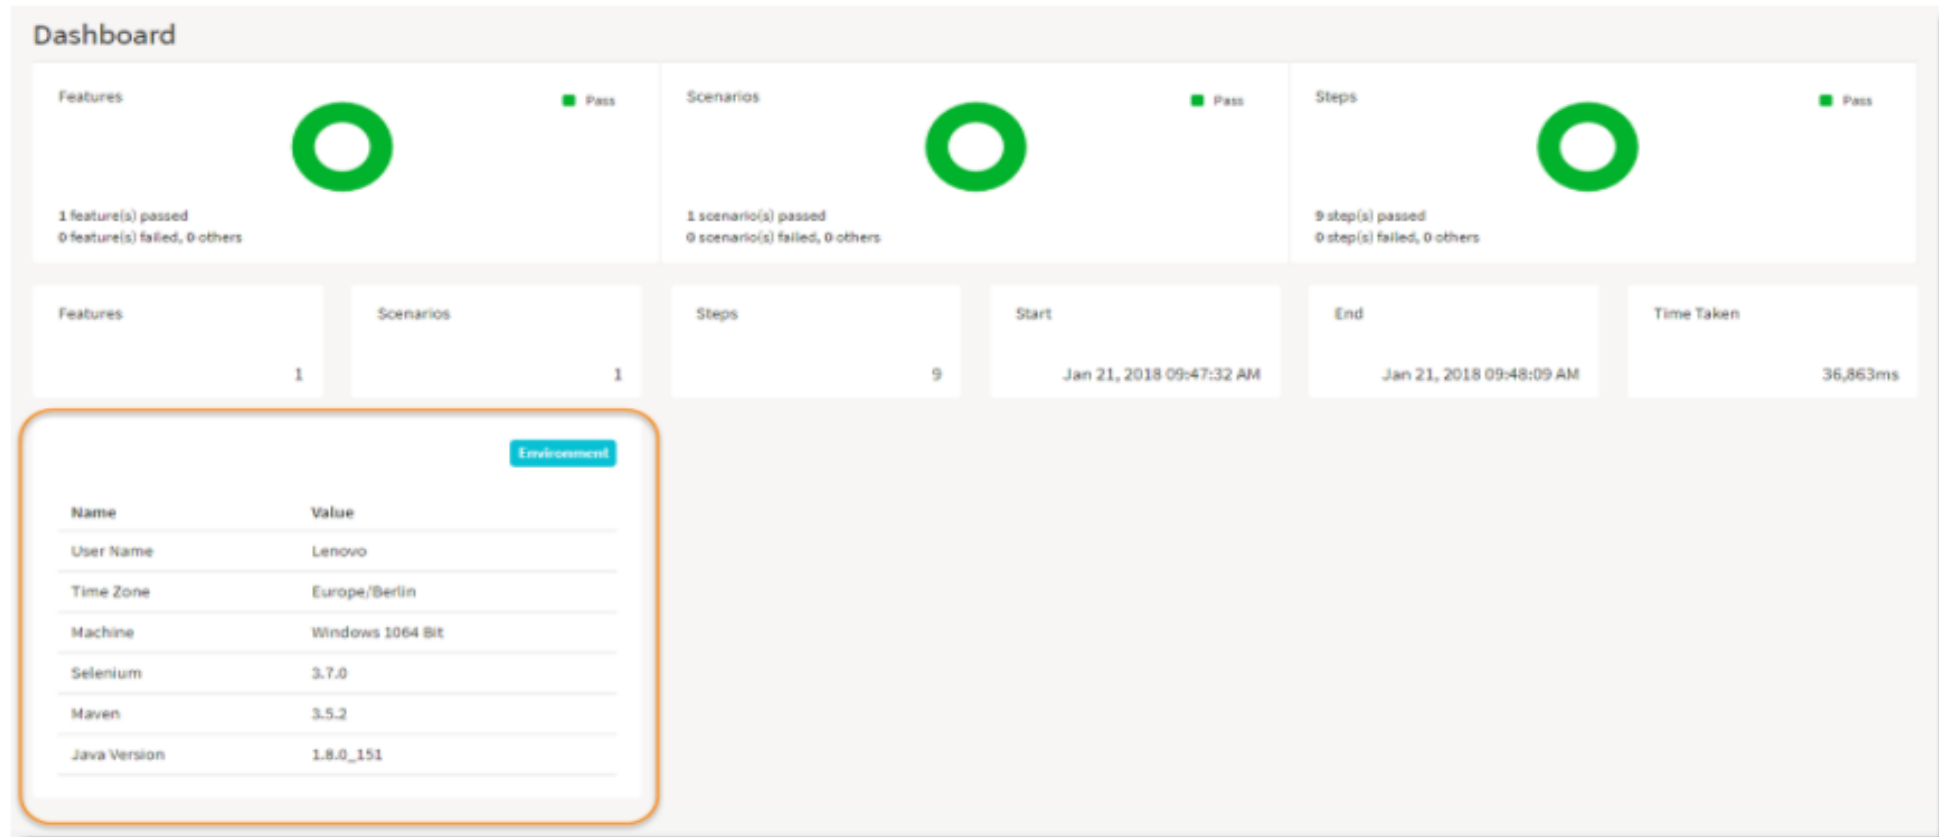 Dashboard
Features
Pass
1 feature(s) passed
0 feature(s) failed, 0 others
Scenarios
Pass
1 scenario(s) passed
0 scenario(s) failed, 0 others
Steps
Pass
9 step(s) passed
0 step(s) failed, 0 others
Features
1
Scenarios
1
Steps
9
Start
Jan 21, 2018 09:47:32 AM
End
Jan 21, 2018 09:48:09 AM
Time Taken
36,863ms
Environment
Name Value
User Name Lenovo
Time Zone Europe/Berlin
Machine Windows 1064 Bit
Selenium 3.7.0
Maven 3.5.2
Java Version 1.8.0_151